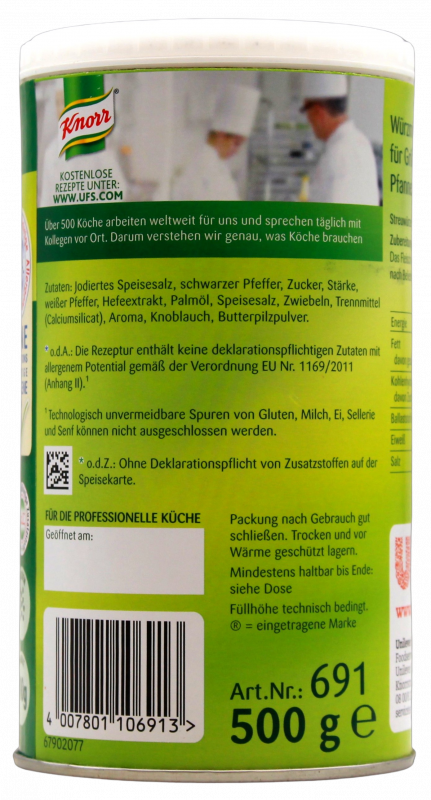 Knorr
KOSTENLOSE
REZEPTE UNTER:
WWW.UFS.COM
Über 500 Köche arbeiten weltweit für uns und sprechen täglich mit
Kollegen vor Ort. Darum verstehen wir genau, was Köche brauchen
Zutaten: Jodiertes Speisesalz, schwarzer Pfeffer, Zucker, Stärke,
weißer Pfeffer, Hefeextrakt, Palmöl, Speisesalz, Zwiebeln, Trennmittel
(Calciumsilicat), Aroma, Knoblauch, Butterpilzpulver.
*o.d.A.: Die Rezeptur enthält keine deklarationspflichtigen Zutaten mit
allergenem Potential gemäß der Verordnung EU Nr. 1169/2011
(Anhang II).¹
¹ Technologisch unvermeidbare Spuren von Gluten, Milch, Ei, Sellerie
und Senf können nicht ausgeschlossen werden.
*o.d.Z.: Ohne Deklarationspflicht von Zusatzstoffen auf der
Speisekarte.
FÜR DIE PROFESSIONELLE KÜCHE
Geöffnet am:
Packung nach Gebrauch gut
schließen. Trocken und vor
Wärme geschützt lagern.
Mindestens haltbar bis Ende:
siehe Dose
Füllhöhe technisch bedingt.
® = eingetragene Marke
4 007801 106913 >
67902077
Art.Nr.: 691
500 g e
für
Energie
Fett
Salz
Eiweiß